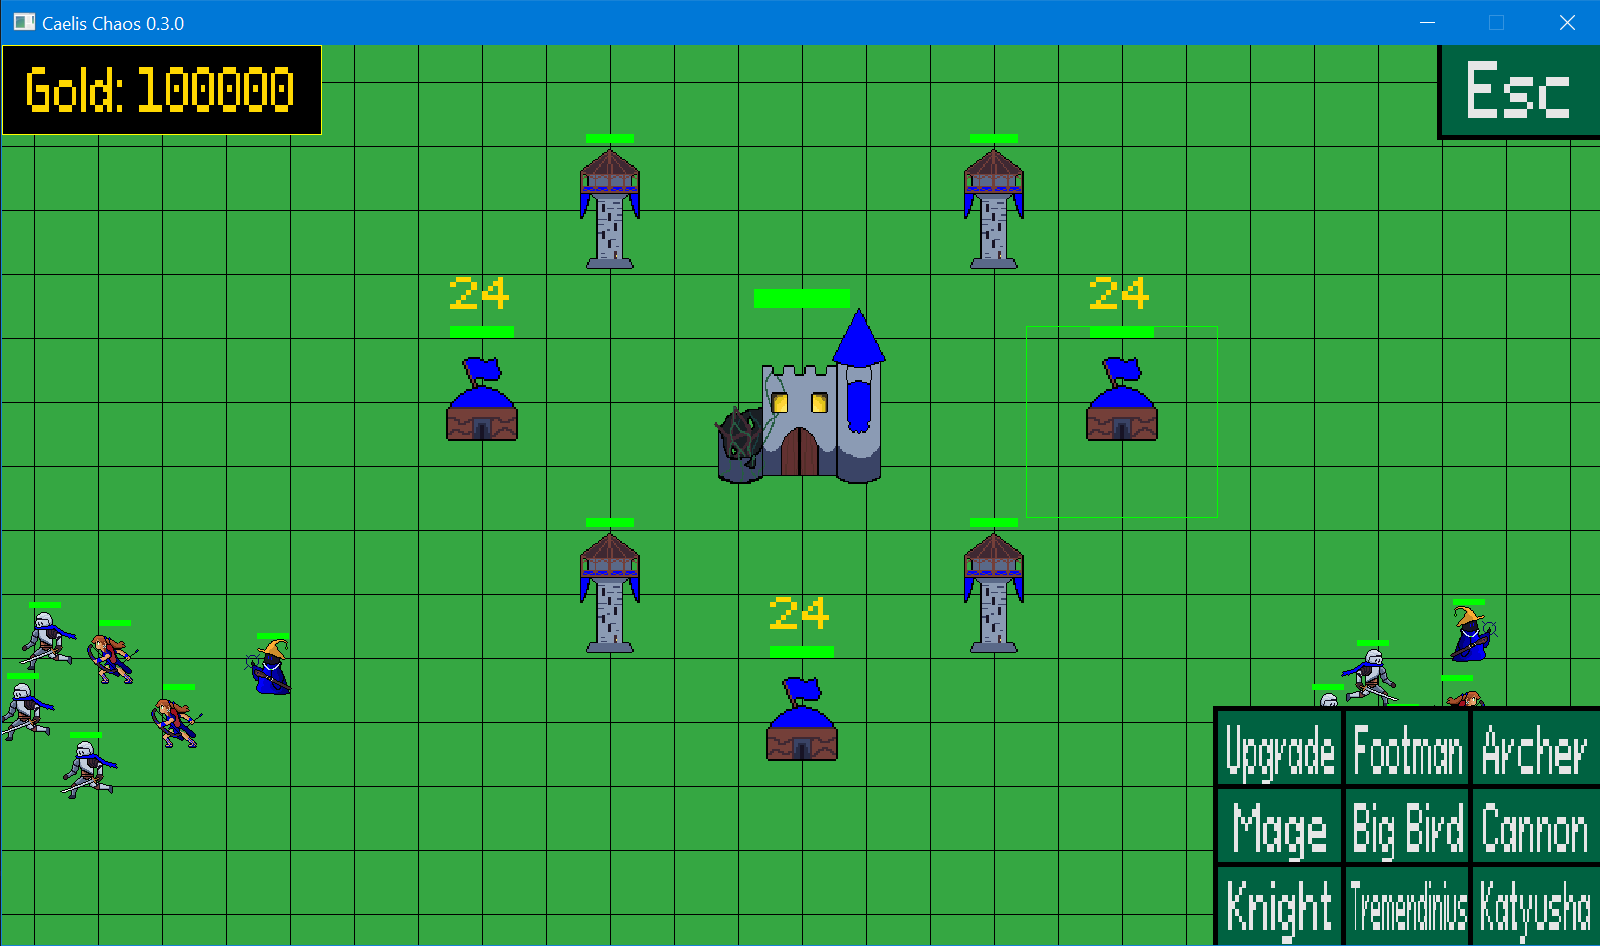 Caelis Chaos 0.3.0
Gold: 100000
Esc
24
24
24
Upgrade Footman Archer
Mage Big Bird Cannon
Knight Tremendinius Katyusha